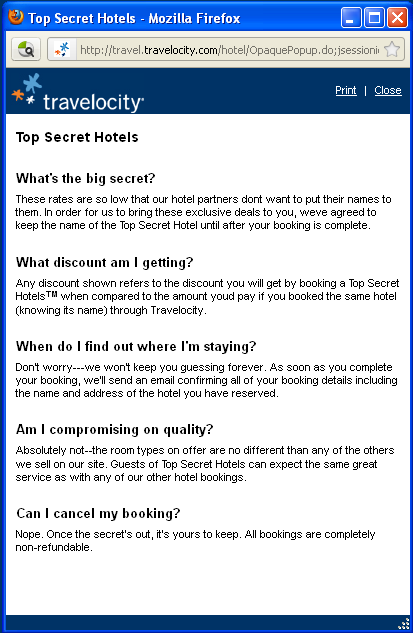 Top Secret Hotels - Mozilla Firefox
http://travel.travelocity.com/hotel/OpaquePopup.do;jsessionid
travelocity
Print | Close
Top Secret Hotels
What's the big secret?
These rates are so low that our hotel partners dont want to put their names to
them. In order for us to bring these exclusive deals to you, weve agreed to
keep the name of the Top Secret Hotel until after your booking is complete.
What discount am I getting?
Any discount shown refers to the discount you will get by booking a Top Secret
Hotels™ when compared to the amount youd pay if you booked the same hotel
(knowing its name) through Travelocity.
When do I find out where I'm staying?
Don't worry---we won't keep you guessing forever. As soon as you complete
your booking, we'll send an email confirming all of your booking details including
the name and address of the hotel you have reserved.
Am I compromising on quality?
Absolutely not--the room types on offer are no different than any of the others
we sell on our site. Guests of Top Secret Hotels can expect the same great
service as with any of our other hotel bookings.
Can I cancel my booking?
Nope. Once the secret's out, it's yours to keep. All bookings are completely
non-refundable.